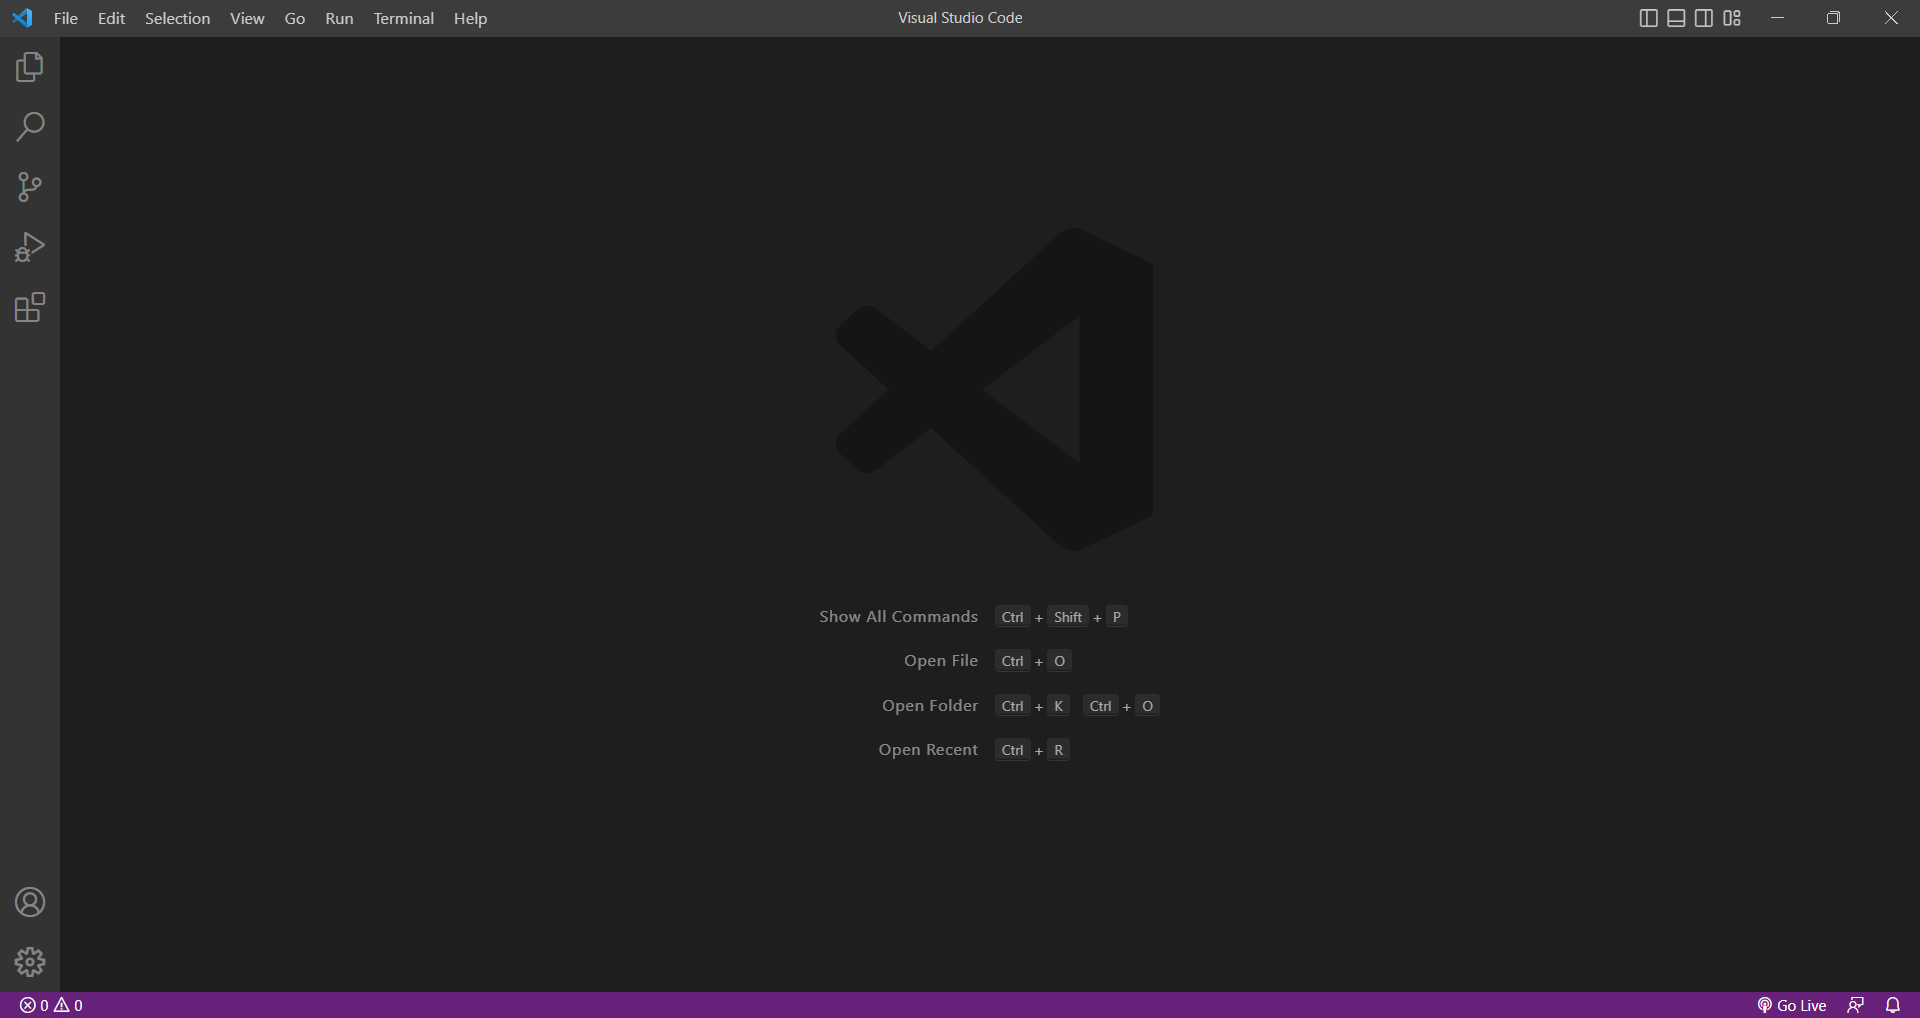 File Edit Selection View Go Run Terminal Help Visual Studio Code
Show All Commands Ctrl + Shift + P
Open File Ctrl + O
Open Folder Ctrl + K Ctrl + O
Open Recent Ctrl + R
0 0 Go Live